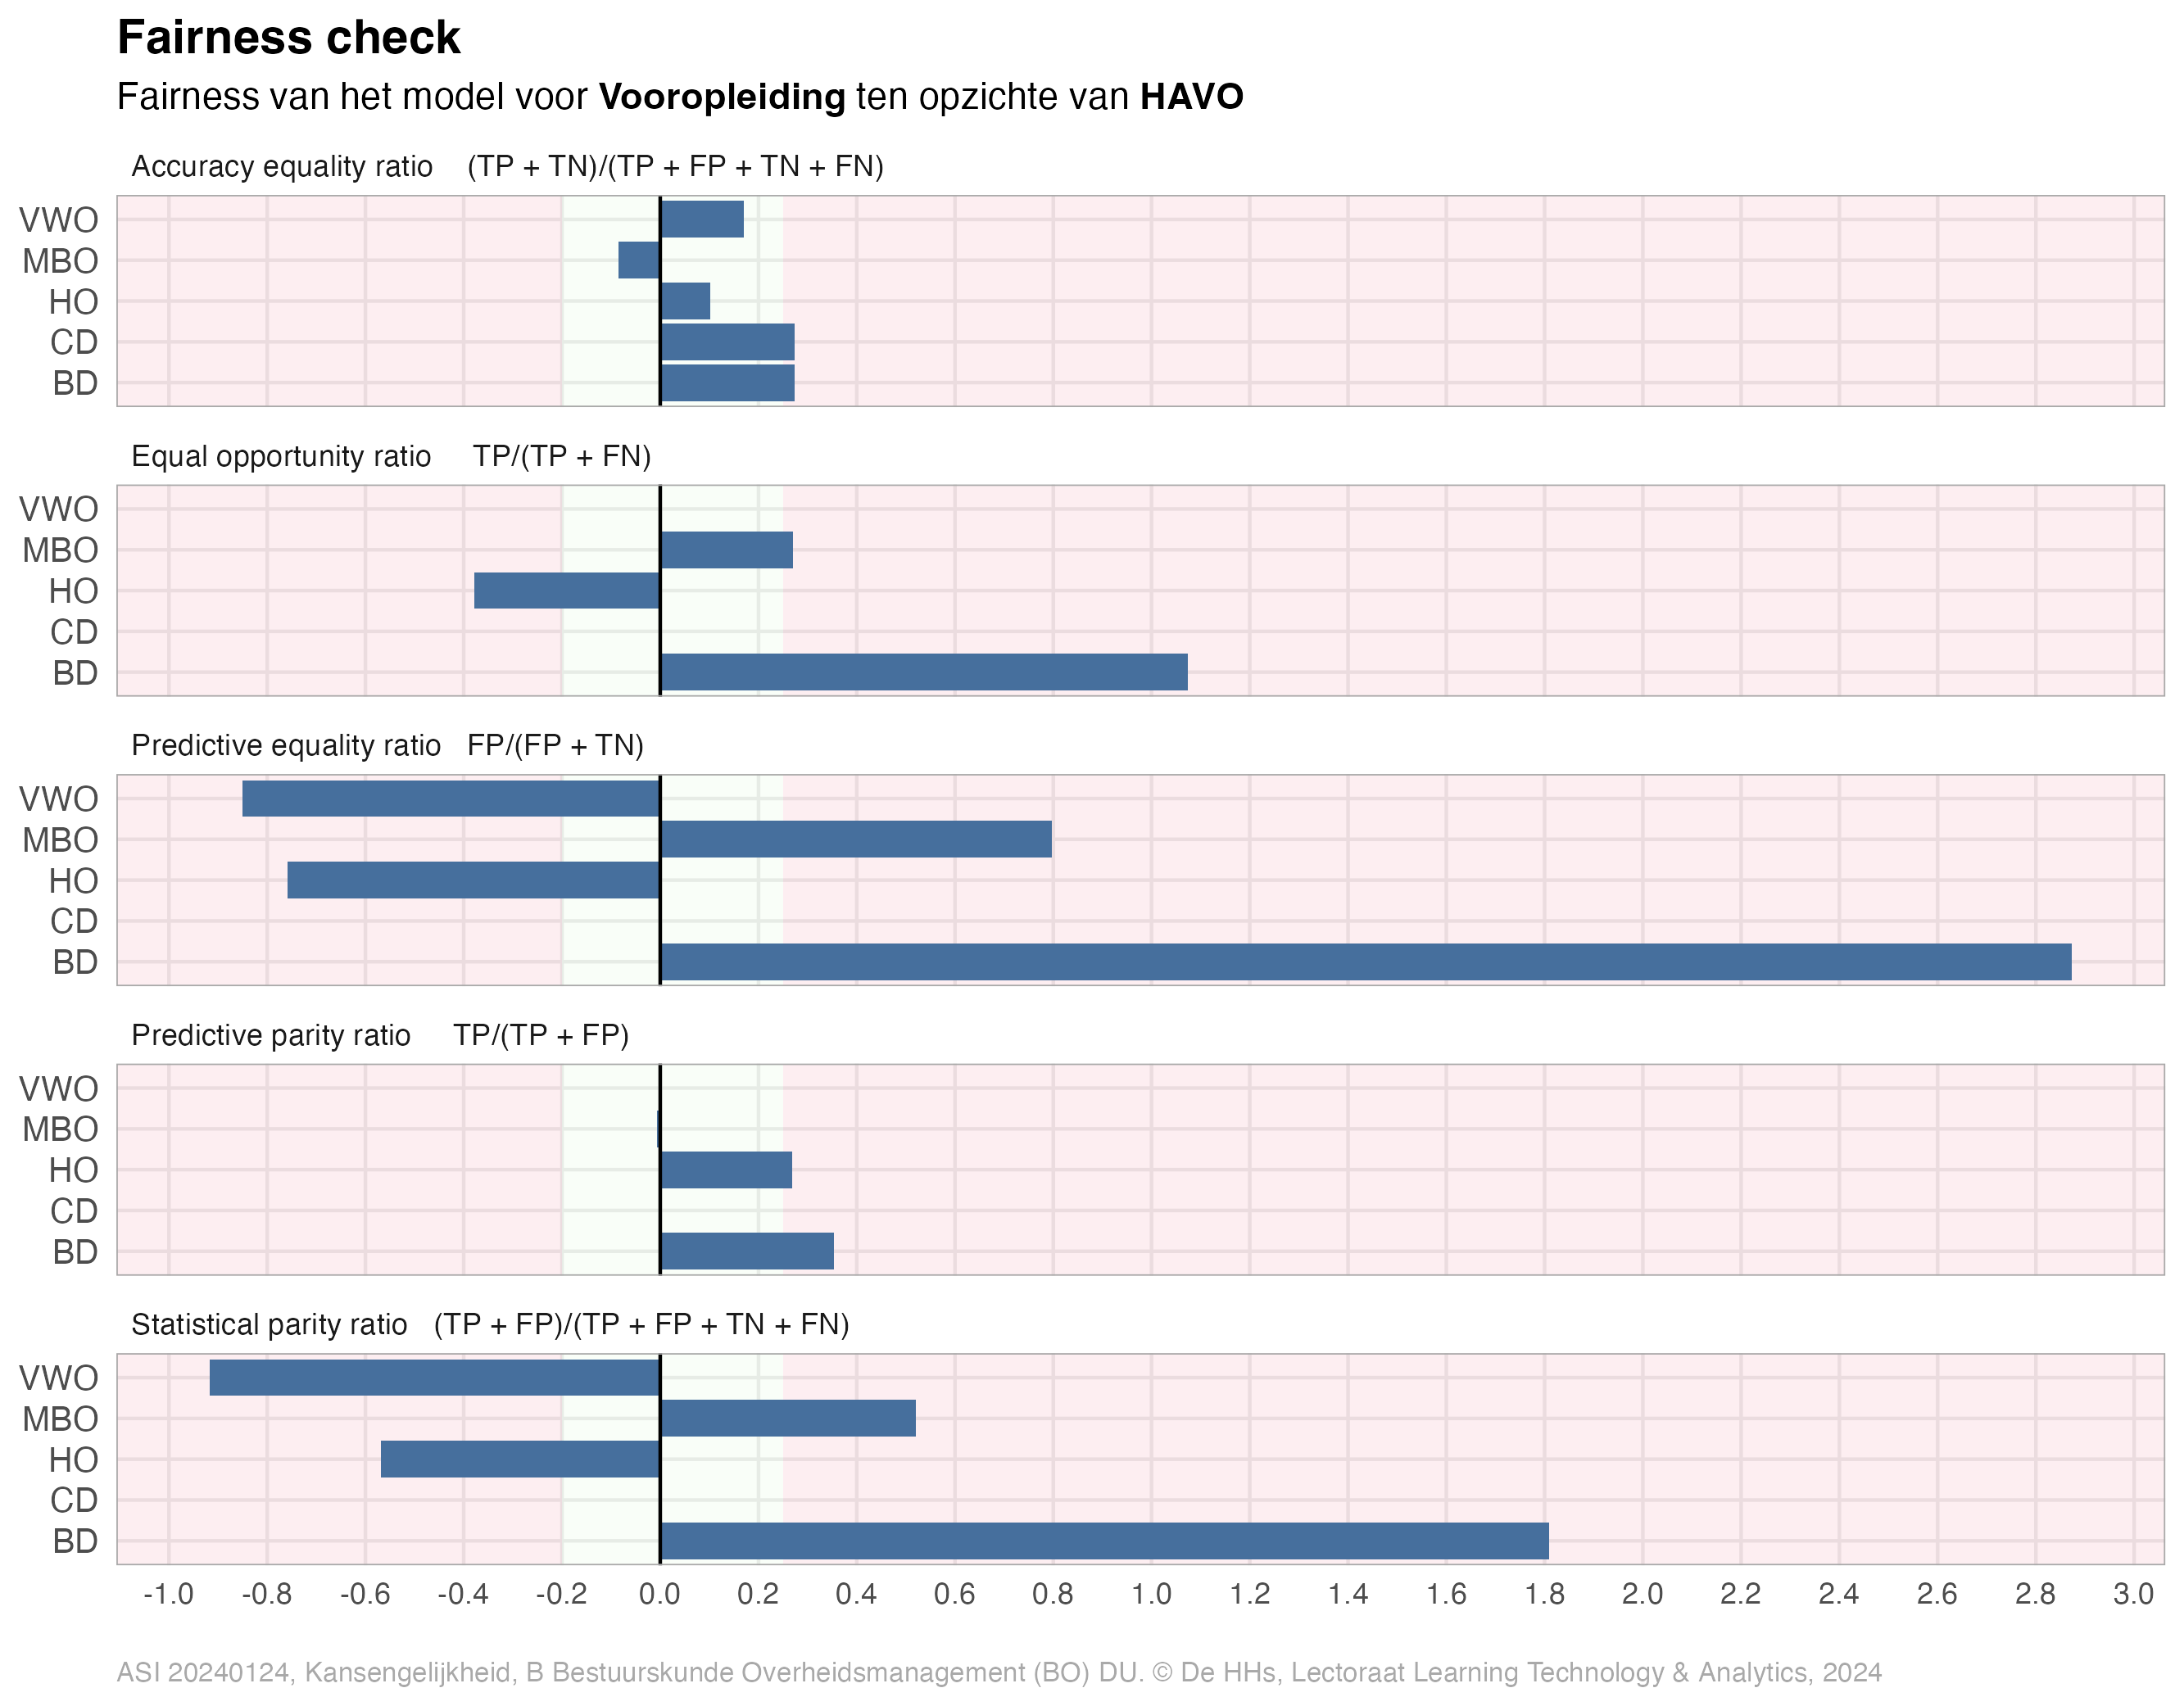 Fairness check
Fairness van het model voor Vooropleiding ten opzichte van HAVO
Accuracy equality ratio (TP + TN)/(TP + FP + TN + FN)
VWO
MBO
HO
CD
BD
Equal opportunity ratio TP/(TP + FN)
VWO
MBO
HO
CD
BD
Predictive equality ratio FP/(FP + TN)
VWO
MBO
HO
CD
BD
Predictive parity ratio TP/(TP + FP)
VWO
MBO
HO
CD
BD
Statistical parity ratio (TP + FP)/(TP + FP + TN + FN)
VWO
MBO
HO
CD
BD
-1.0 -0.8 -0.6 -0.4 -0.2 0.0 0.2 0.4 0.6 0.8 1.0 1.2 1.4 1.6 1.8 2.0 2.2 2.4 2.6 2.8 3.0
ASI 20240124, Kansengelijkheid, B Bestuurskunde Overheidsmanagement (BO) DU. © De HHs, Lectoraat Learning Technology & Analytics, 2024